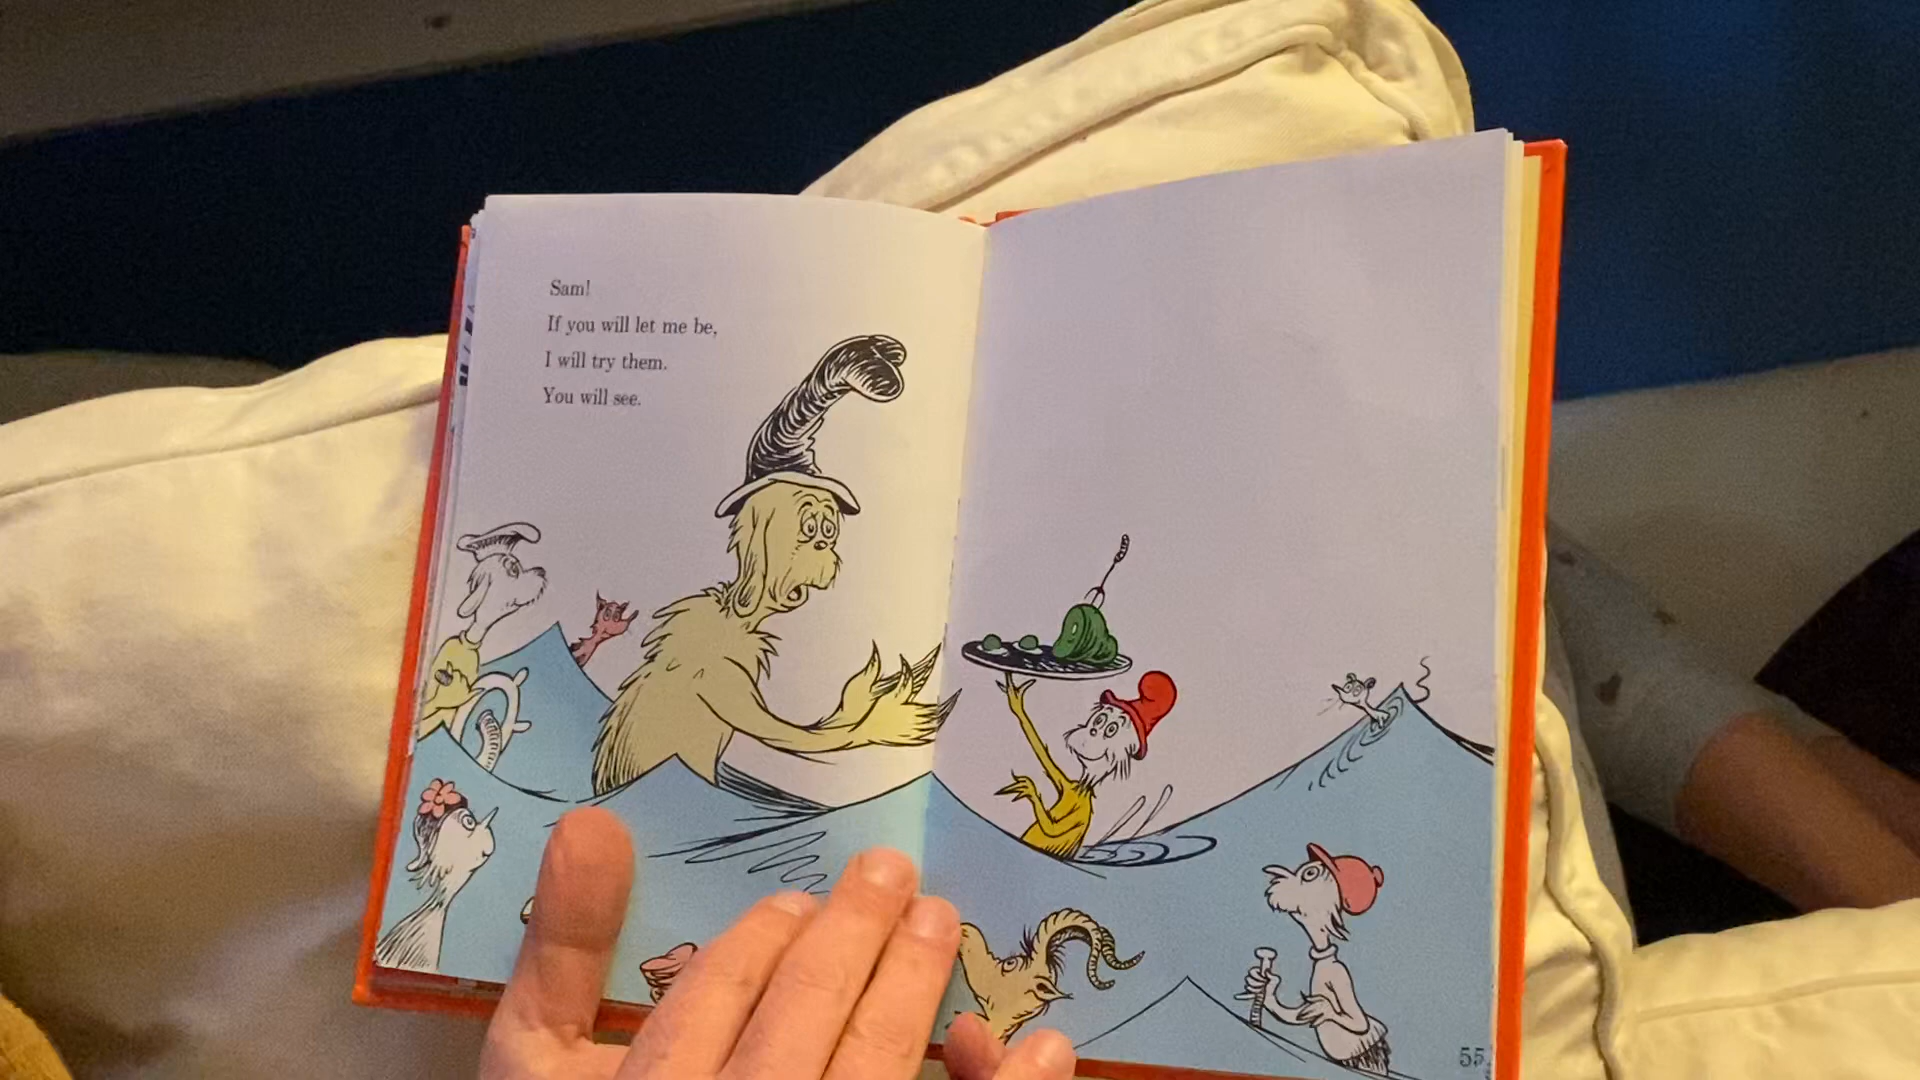 Sam!
If you will let me be,
I will try them.
You will see.
55